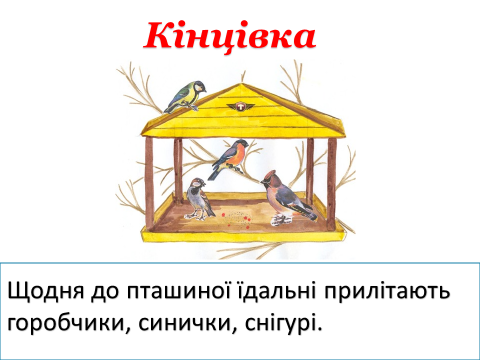 Кінцівка
Щодня до пташиної їдальні прилітають
горобчики, синички, снігурі.